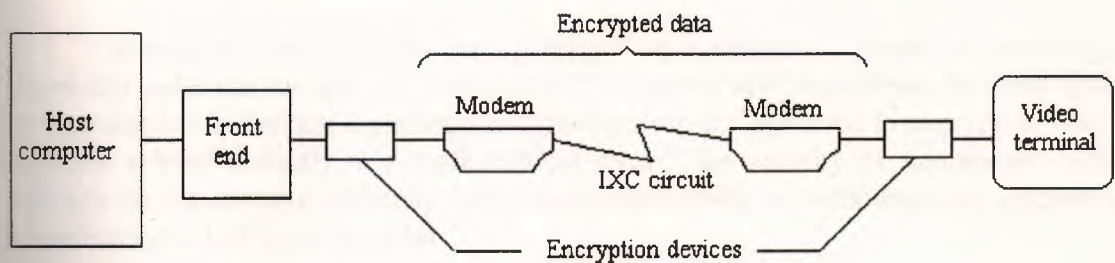 Encrypted data
Modem
Modem
Host
computer
Front
end
Video
terminal
IXC circuit
Encryption devices